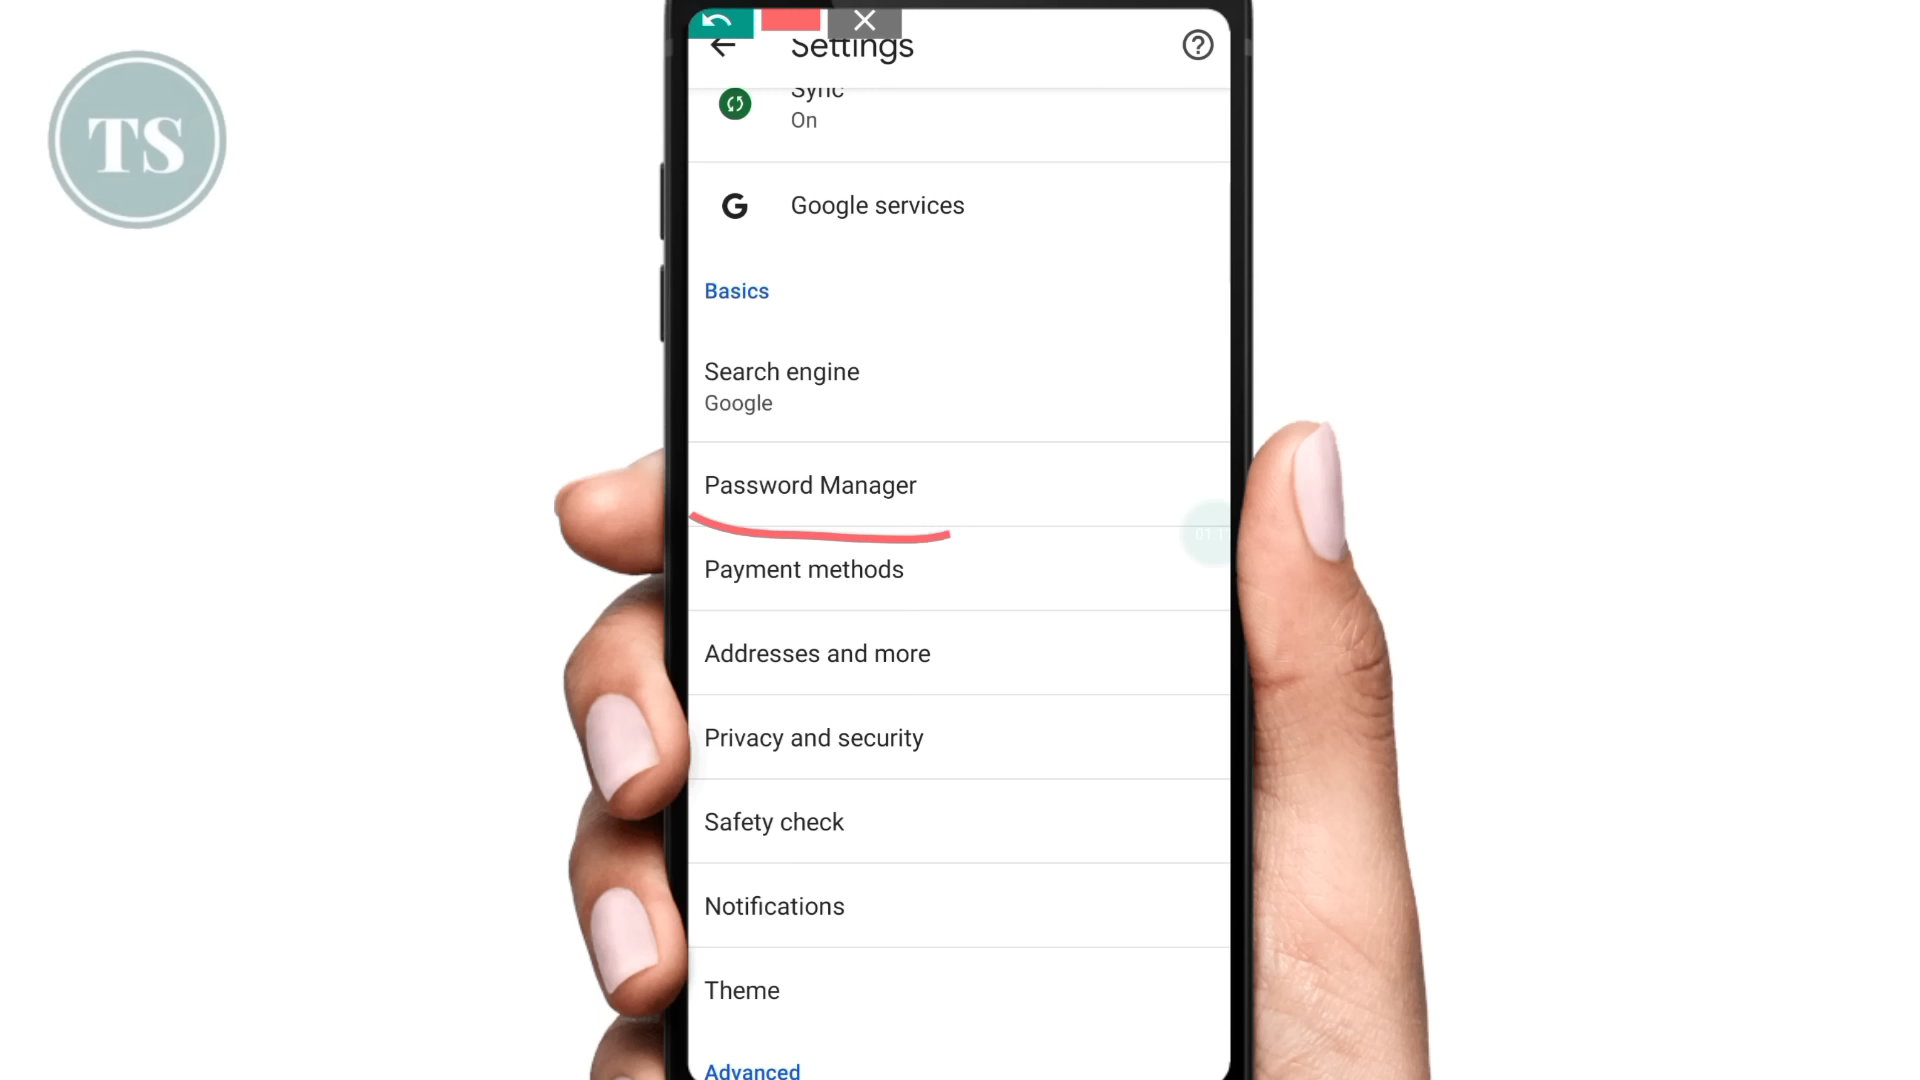 TS
Settings
Sync
On
Google services
Basics
Search engine
Google
Password Manager
Payment methods
Addresses and more
Privacy and security
Safety check
Notifications
Theme
Advanced